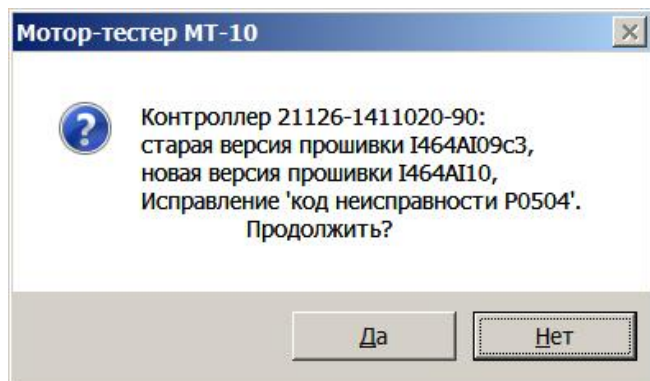 Мотор-тестер МТ-10
Контроллер 21126-1411020-90:
старая версия прошивки I464AI09c3,
новая версия прошивки I464AI10,
Исправление 'код неисправности P0504'.
Продолжить?
Да
Нет